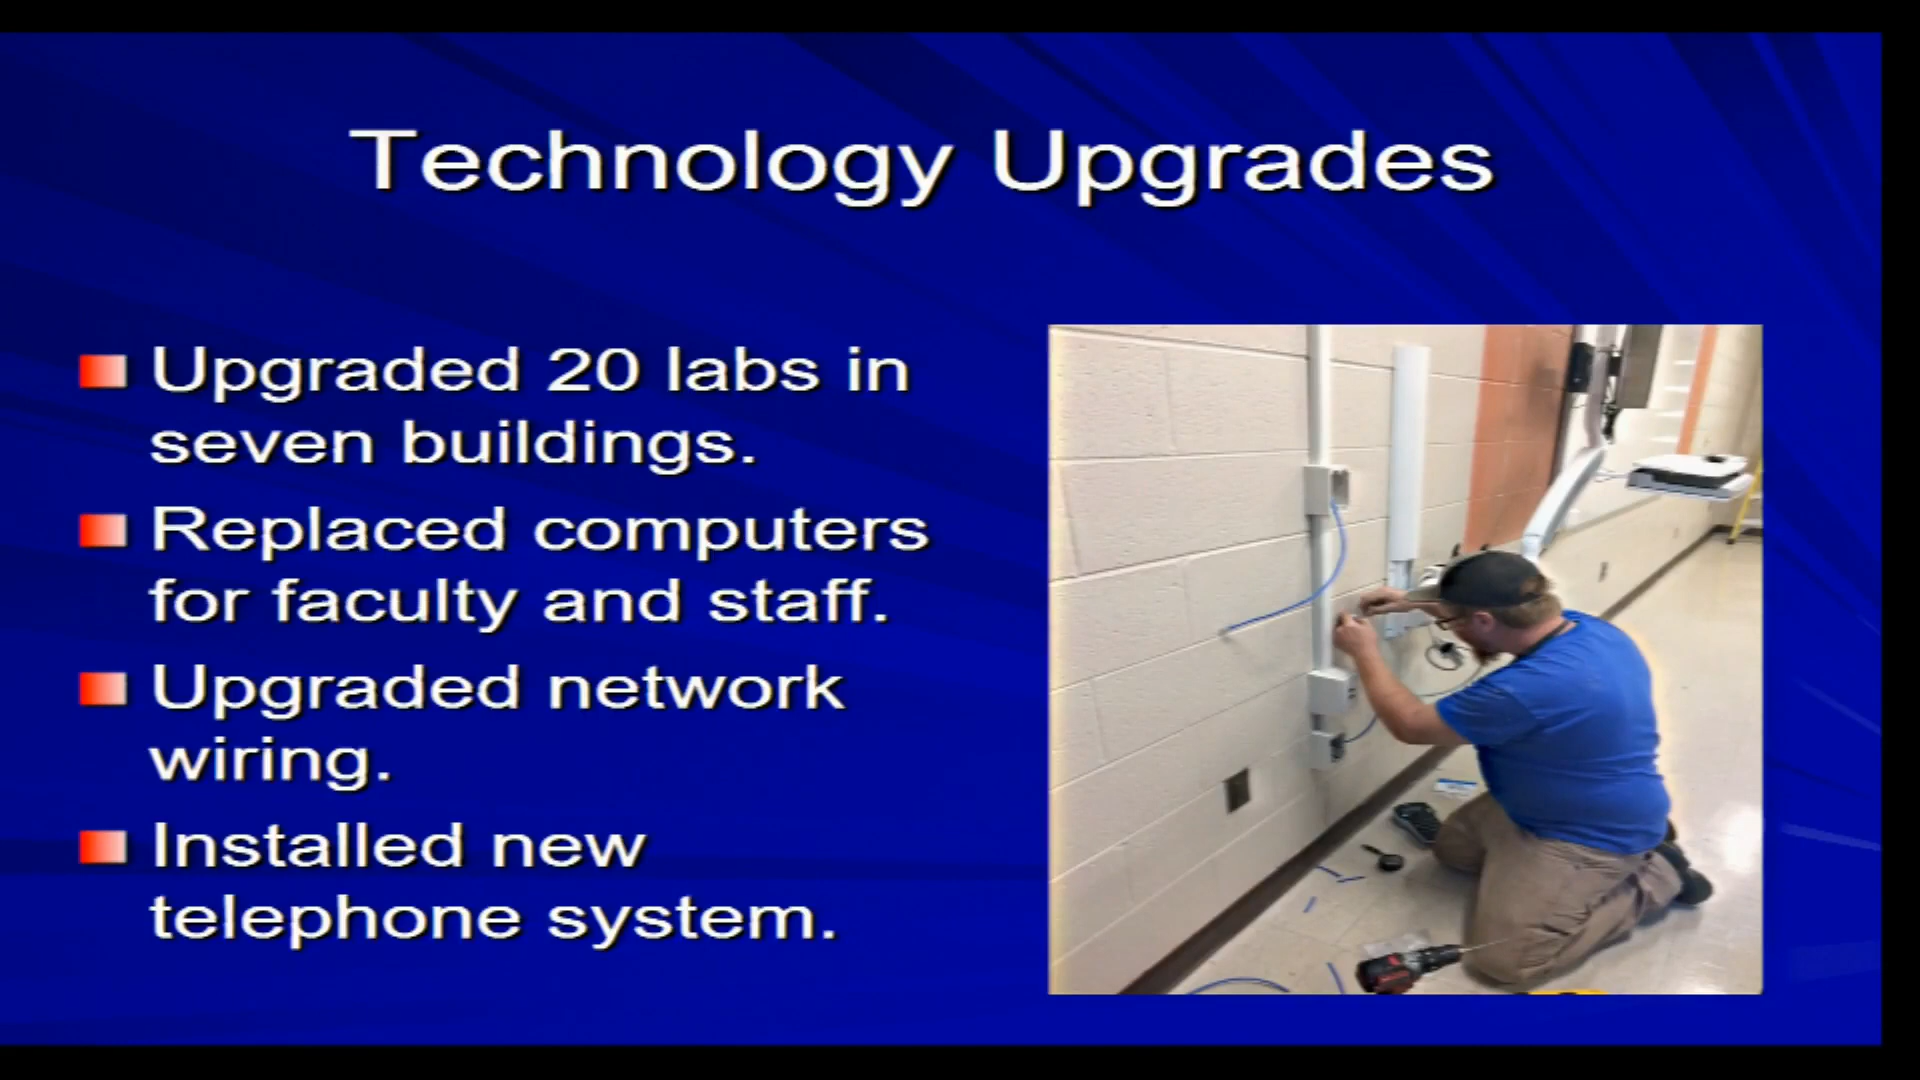 Technology Upgrades
Upgraded 20 labs in
seven buildings.
Replaced computers
for faculty and staff.
Upgraded network
wiring.
Installed new
telephone system.